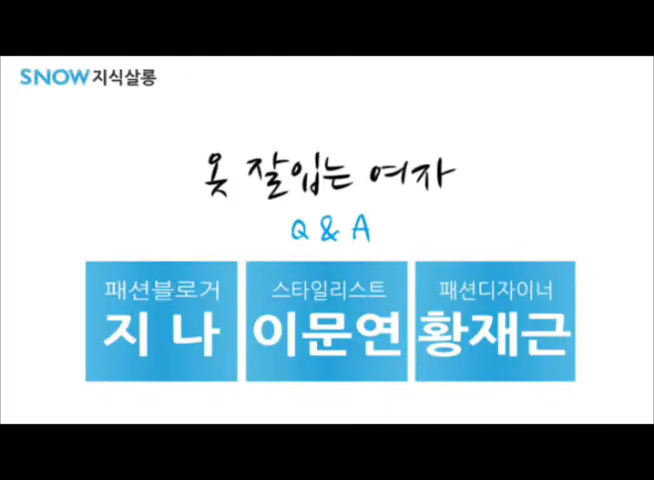 SNOW지식살롱
옷 잘입는 여자
Q & A
패션블로거
지 나
스타일리스트
이문연
패션디자이너
황재근